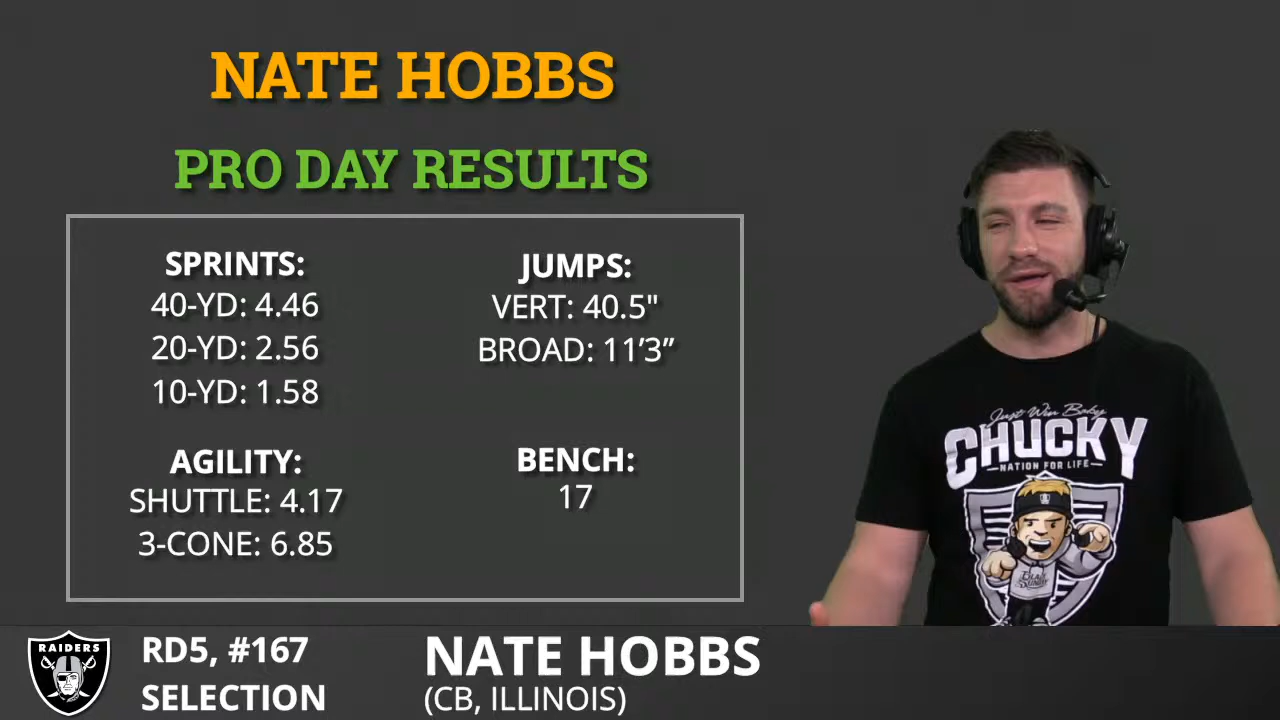 NATE HOBBS
PRO DAY RESULTS
SPRINTS:
40-YD: 4.46
20-YD: 2.56
10-YD: 1.58
JUMPS:
VERT: 40.5"
BROAD: 11’3”
AGILITY:
SHUTTLE: 4.17
3-CONE: 6.85
BENCH:
17
Just Win Baby
CHUCKY
NATION FOR LIFE
RAIDERS
RD5, #167
SELECTION
NATE HOBBS
(CB, ILLINOIS)